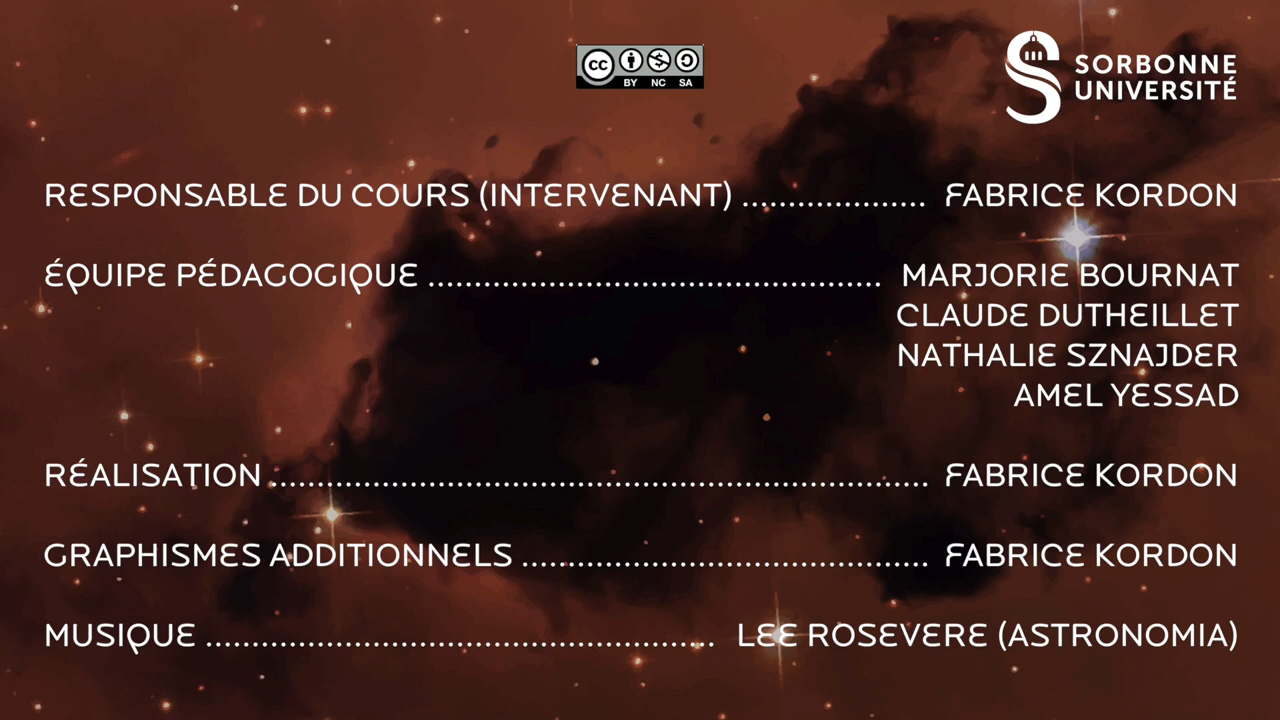 cc BY NC SA
SORBONNE
UNIVERSITÉ
RESPONSABLE DU COURS (INTERVENANT) .................... FABRICE KORDON
ÉQUIPE PÉDAGOGIQUE ................................................. MARJORIE BOURNAT
CLAUDE DUTHEILLET
NATHALIE SZNAJDER
AMEL YESSAD
RÉALISATION ....................................................................... FABRICE KORDON
GRAPHISMES ADDITIONNELS ............................................ FABRICE KORDON
MUSIQUE ....................................................... LEE ROSEVERE (ASTRONOMIA)